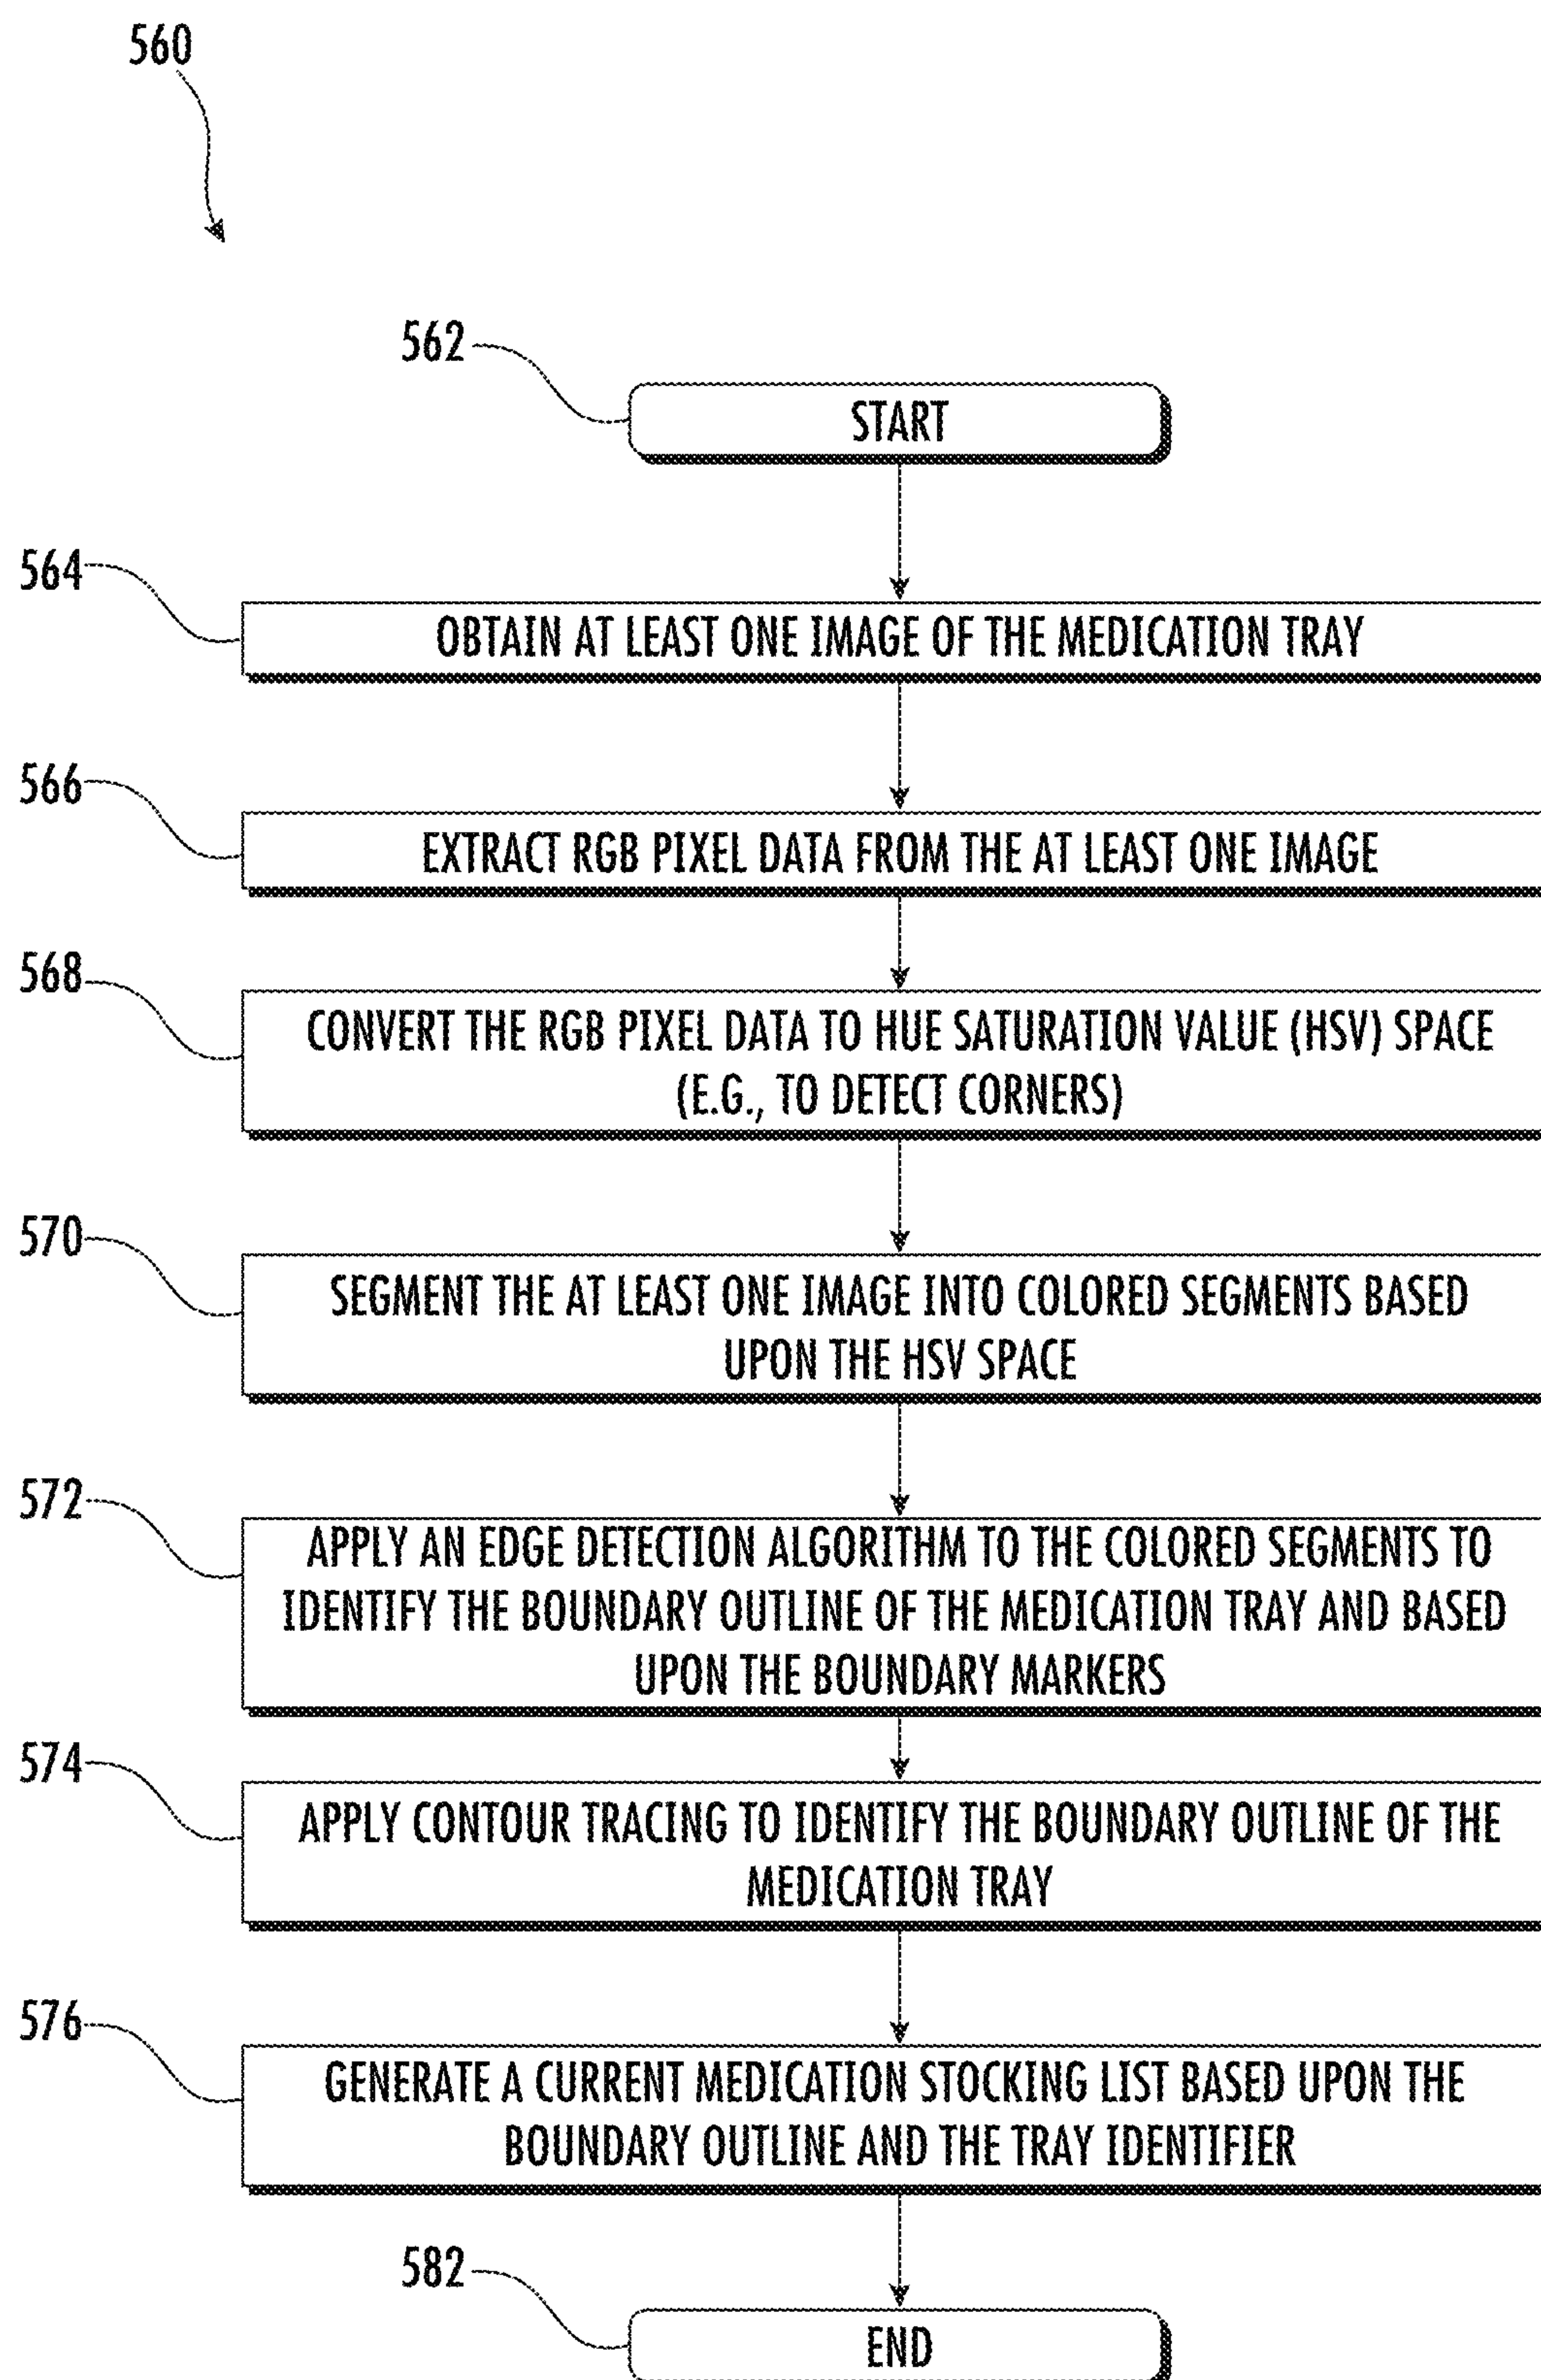 560
562
START
564
OBTAIN AT LEAST ONE IMAGE OF THE MEDICATION TRAY
566
EXTRACT RGB PIXEL DATA FROM THE AT LEAST ONE IMAGE
568
CONVERT THE RGB PIXEL DATA TO HUE SATURATION VALUE (HSV) SPACE
(E.G., TO DETECT CORNERS)
570
SEGMENT THE AT LEAST ONE IMAGE INTO COLORED SEGMENTS BASED
UPON THE HSV SPACE
572
APPLY AN EDGE DETECTION ALGORITHM TO THE COLORED SEGMENTS TO
IDENTIFY THE BOUNDARY OUTLINE OF THE MEDICATION TRAY AND BASED
UPON THE BOUNDARY MARKERS
574
APPLY CONTOUR TRACING TO IDENTIFY THE BOUNDARY OUTLINE OF THE
MEDICATION TRAY
576
GENERATE A CURRENT MEDICATION STOCKING LIST BASED UPON THE
BOUNDARY OUTLINE AND THE TRAY IDENTIFIER
582
END